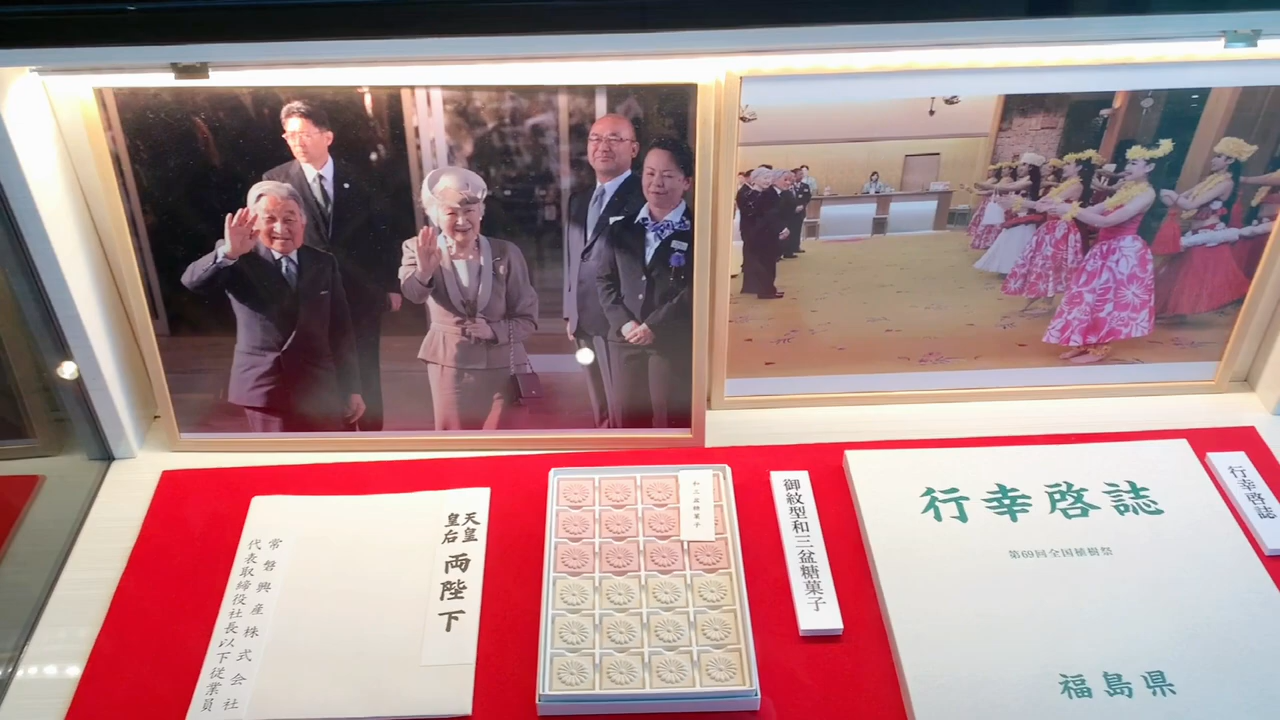 天皇
皇后
両陛下
常磐興産株式会社
代表取締役社長以下従業員
和三盆糖菓子
御紋型和三盆糖菓子
行幸啓誌
第69回全国植樹祭
福島県
行幸啓誌